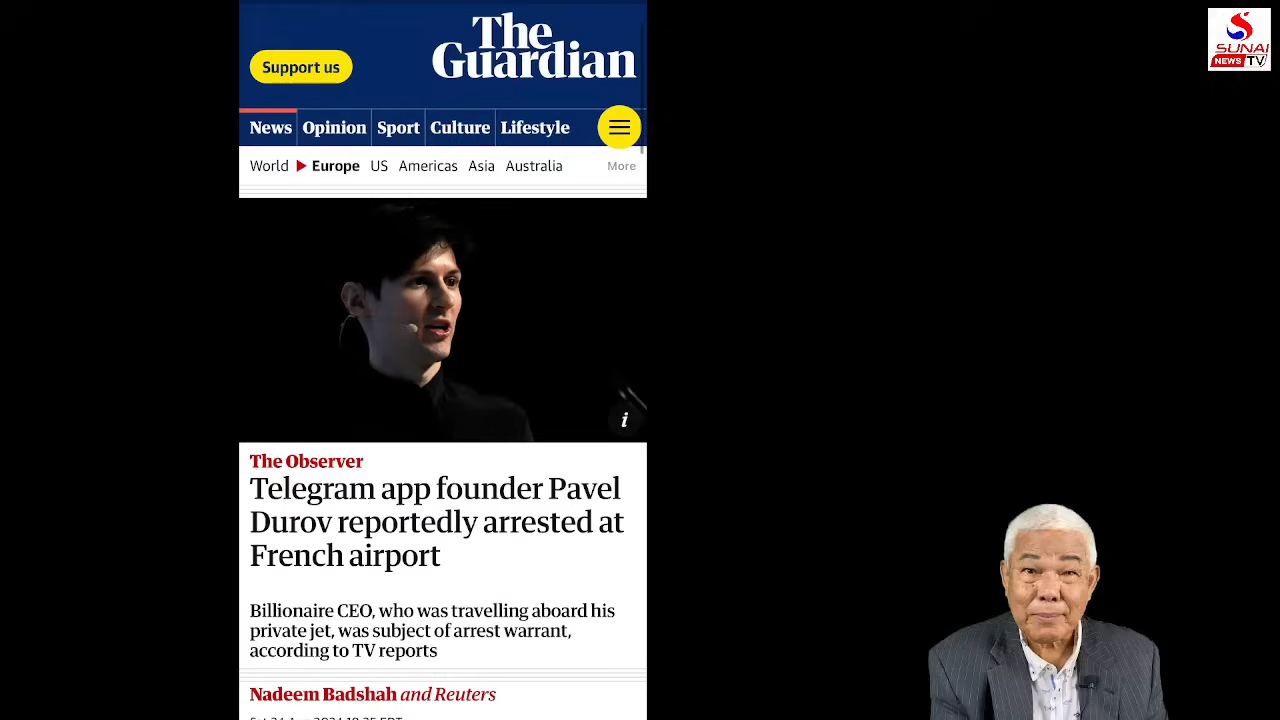 The
Guardian
Support us
News Opinion Sport Culture Lifestyle
World Europe US Americas Asia Australia More
i
The Observer
Telegram app founder Pavel
Durov reportedly arrested at
French airport
Billionaire CEO, who was travelling aboard his
private jet, was subject of arrest warrant,
according to TV reports
Nadeem Badshah and Reuters
SUNAI
NEWS TV